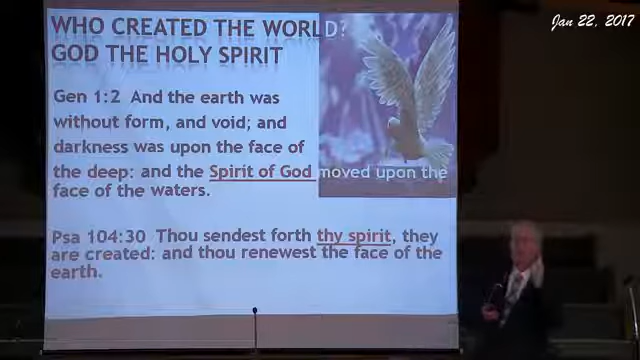 Jan 22, 2017
WHO CREATED THE WORLD?
GOD THE HOLY SPIRIT
Gen 1:2 And the earth was
without form, and void; and
darkness was upon the face of
the deep: and the Spirit of God moved upon the
face of the waters.
Psa 104:30 Thou sendest forth thy spirit, they
are created: and thou renewest the face of the
earth.